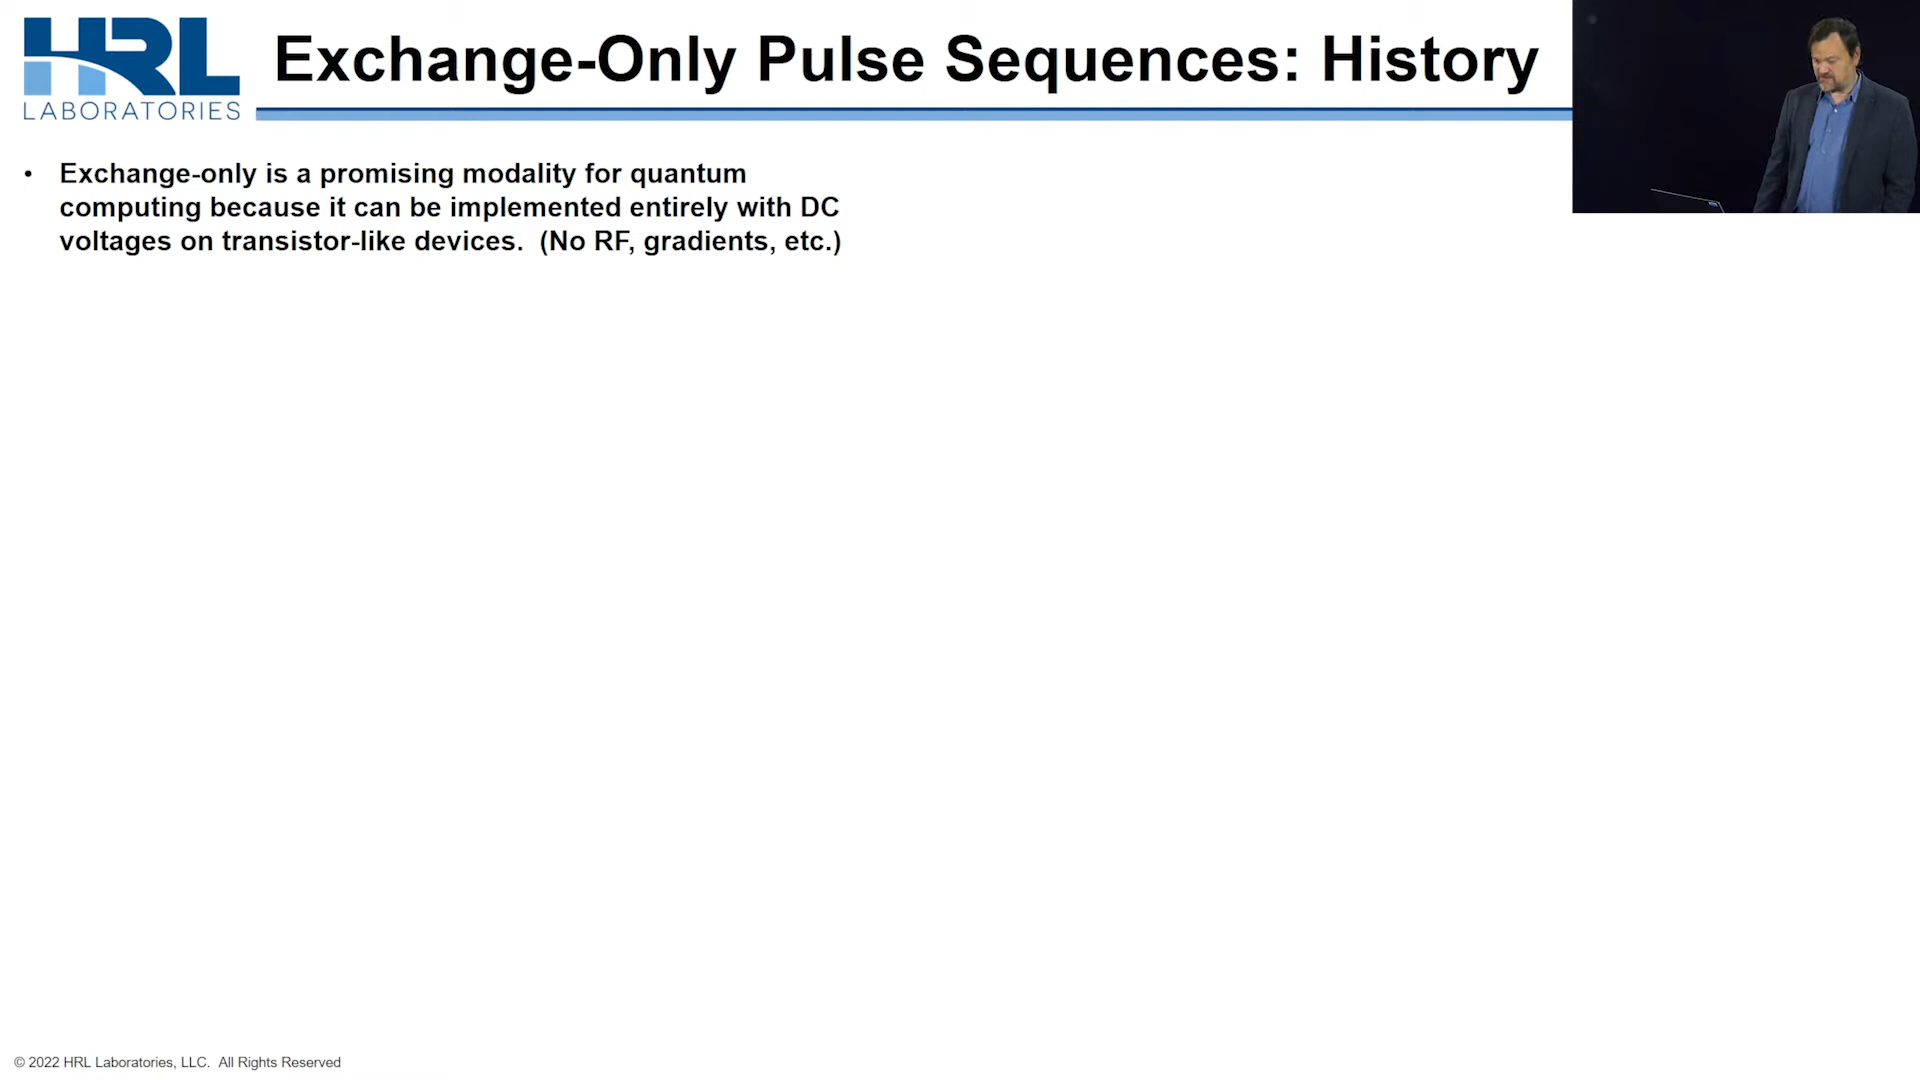 HRL
LABORATORIES
Exchange-Only Pulse Sequences: History
• Exchange-only is a promising modality for quantum
computing because it can be implemented entirely with DC
voltages on transistor-like devices. (No RF, gradients, etc.)
© 2022 HRL Laboratories, LLC. All Rights Reserved